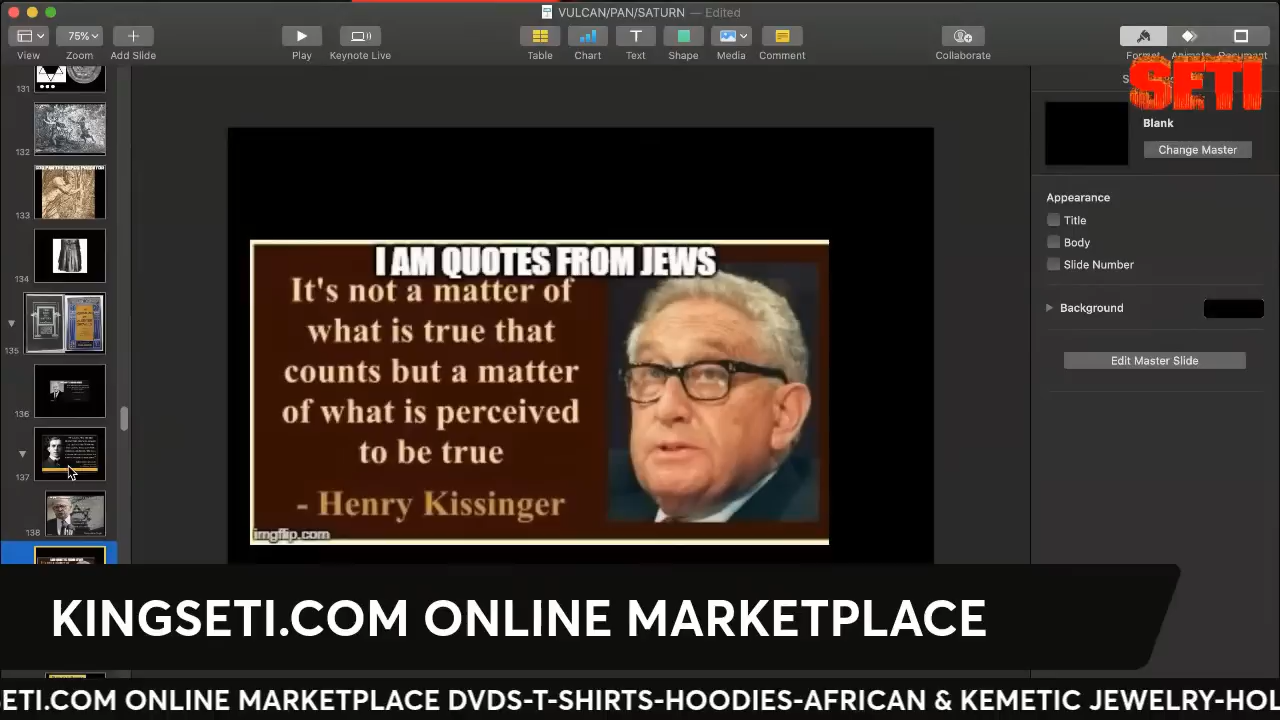 VULCAN/PAN/SATURN — Edited
75%
View
Zoom
Add Slide
Play
Keynote Live
Table
Chart
Text
Shape
Media
Comment
Collaborate
Format
Animate
Document
SETI
Blank
Change Master
Appearance
Title
Body
Slide Number
Background
Edit Master Slide
131
132
133
134
135
136
137
138
I AM QUOTES FROM JEWS
It's not a matter of
what is true that
counts but a matter
of what is perceived
to be true
- Henry Kissinger
imgflip.com
KINGSETI.COM ONLINE MARKETPLACE
SETI.COM ONLINE MARKETPLACE DVDS-T-SHIRTS-HOODIES-AFRICAN & KEMETIC JEWELRY-HOL